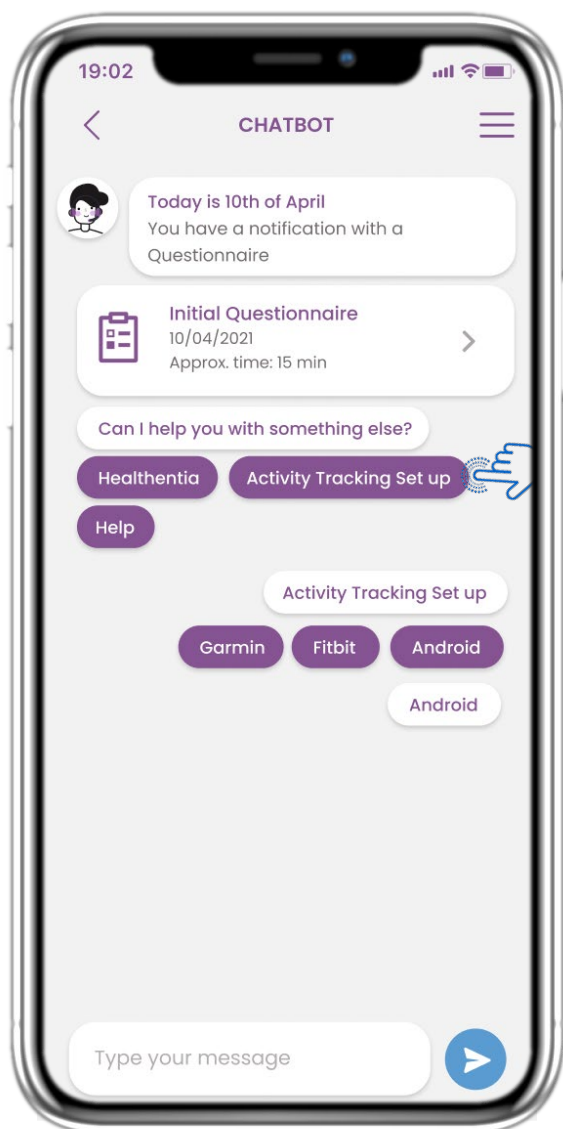 19:02
CHATBOT
Today is 10th of April
You have a notification with a
Questionnaire
Initial Questionnaire
10/04/2021
Approx. time: 15 min
Can I help you with something else?
Healthentia
Activity Tracking Set up
Help
Activity Tracking Set up
Garmin
Fitbit
Android
Android
Type your message